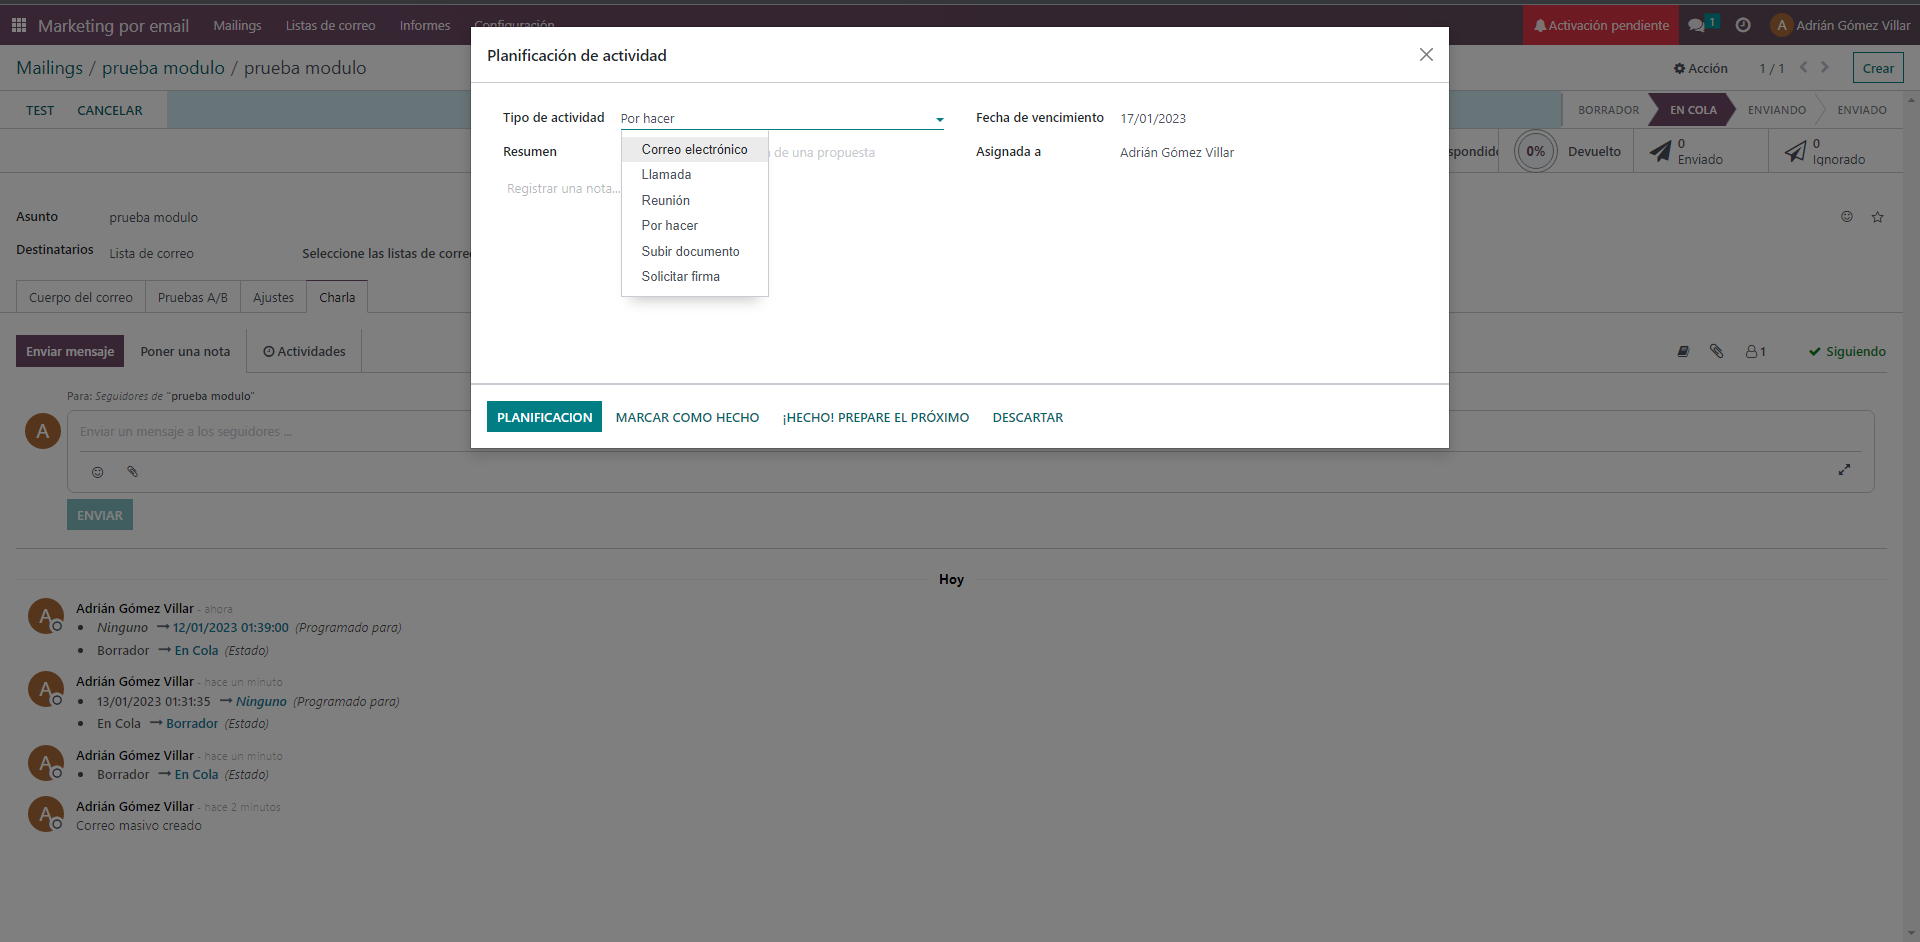 Marketing por email Mailings Listas de correo Informes Configuración Activación pendiente 1 A Adrián Gómez Villar
Mailings / prueba modulo / prueba modulo Acción 1 / 1 Crear
TEST CANCELAR BORRADOR EN COLA ENVIANDO ENVIADO
spondido 0% Devuelto 0 Enviado 0 Ignorado
Planificación de actividad
Tipo de actividad Por hacer Fecha de vencimiento 17/01/2023
Resumen de una propuesta Asignada a Adrián Gómez Villar
Registrar una nota...
Correo electrónico
Llamada
Reunión
Por hacer
Subir documento
Solicitar firma
PLANIFICACION MARCAR COMO HECHO ¡HECHO! PREPARE EL PRÓXIMO DESCARTAR
Asunto prueba modulo
Destinatarios Lista de correo Seleccione las listas de corre
Cuerpo del correo Pruebas A/B Ajustes Charla
Enviar mensaje Poner una nota Actividades 1 Siguiendo
Para: Seguidores de "prueba modulo"
A Enviar un mensaje a los seguidores ...
ENVIAR
Hoy
A Adrián Gómez Villar - ahora
Ninguno → 12/01/2023 01:39:00 (Programado para)
Borrador → En Cola (Estado)
A Adrián Gómez Villar - hace un minuto
13/01/2023 01:31:35 → Ninguno (Programado para)
En Cola → Borrador (Estado)
A Adrián Gómez Villar - hace un minuto
Borrador → En Cola (Estado)
A Adrián Gómez Villar - hace 2 minutos
Correo masivo creado